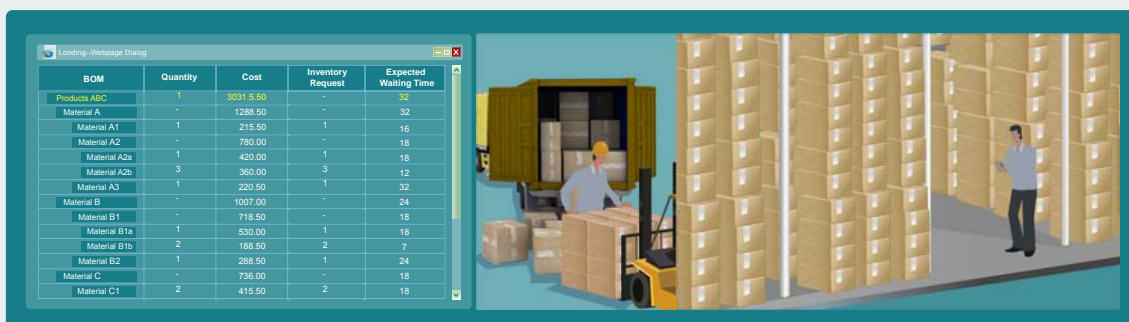 Londing--Webpage Dialog
BOM Quantity Cost Inventory Request Expected Waiting Time
Products ABC 1 3031.5.50 - 32
Material A - 1288.50 - 32
Material A1 1 215.50 1 16
Material A2 - 780.00 - 18
Material A2a 1 420.00 1 18
Material A2b 3 360.00 3 12
Material A3 1 220.50 1 32
Material B - 1007.00 - 24
Material B1 - 718.50 - 18
Material B1a 1 530.00 1 18
Material B1b 2 188.50 2 7
Material B2 1 288.50 1 24
Material C - 736.00 - 18
Material C1 2 415.50 2 18